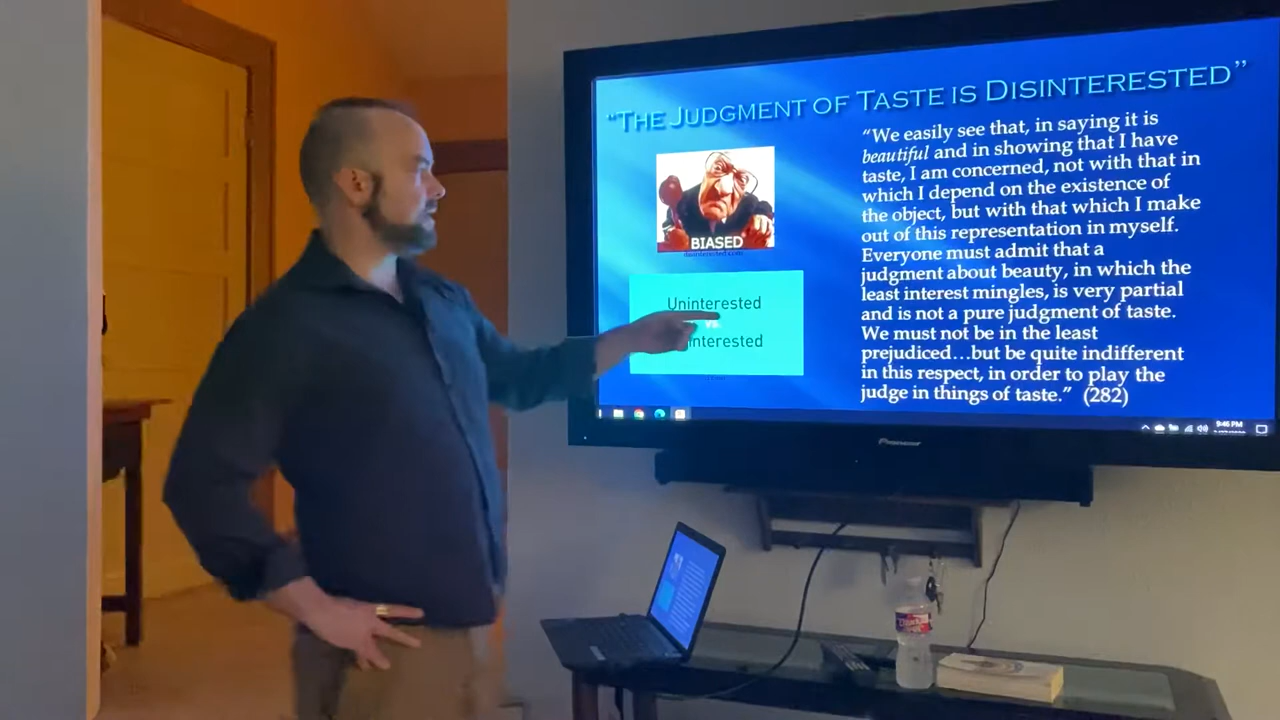 "THE JUDGMENT OF TASTE IS DISINTERESTED"
BIASED
Uninterested
vs.
interested
"We easily see that, in saying it is
beautiful and in showing that I have
taste, I am concerned, not with that in
which I depend on the existence of
the object, but with that which I make
out of this representation in myself.
Everyone must admit that a
judgment about beauty, in which the
least interest mingles, is very partial
and is not a pure judgment of taste.
We must not be in the least
prejudiced…but be quite indifferent
in this respect, in order to play the
judge in things of taste." (282)
9:46 PM
Pioneer